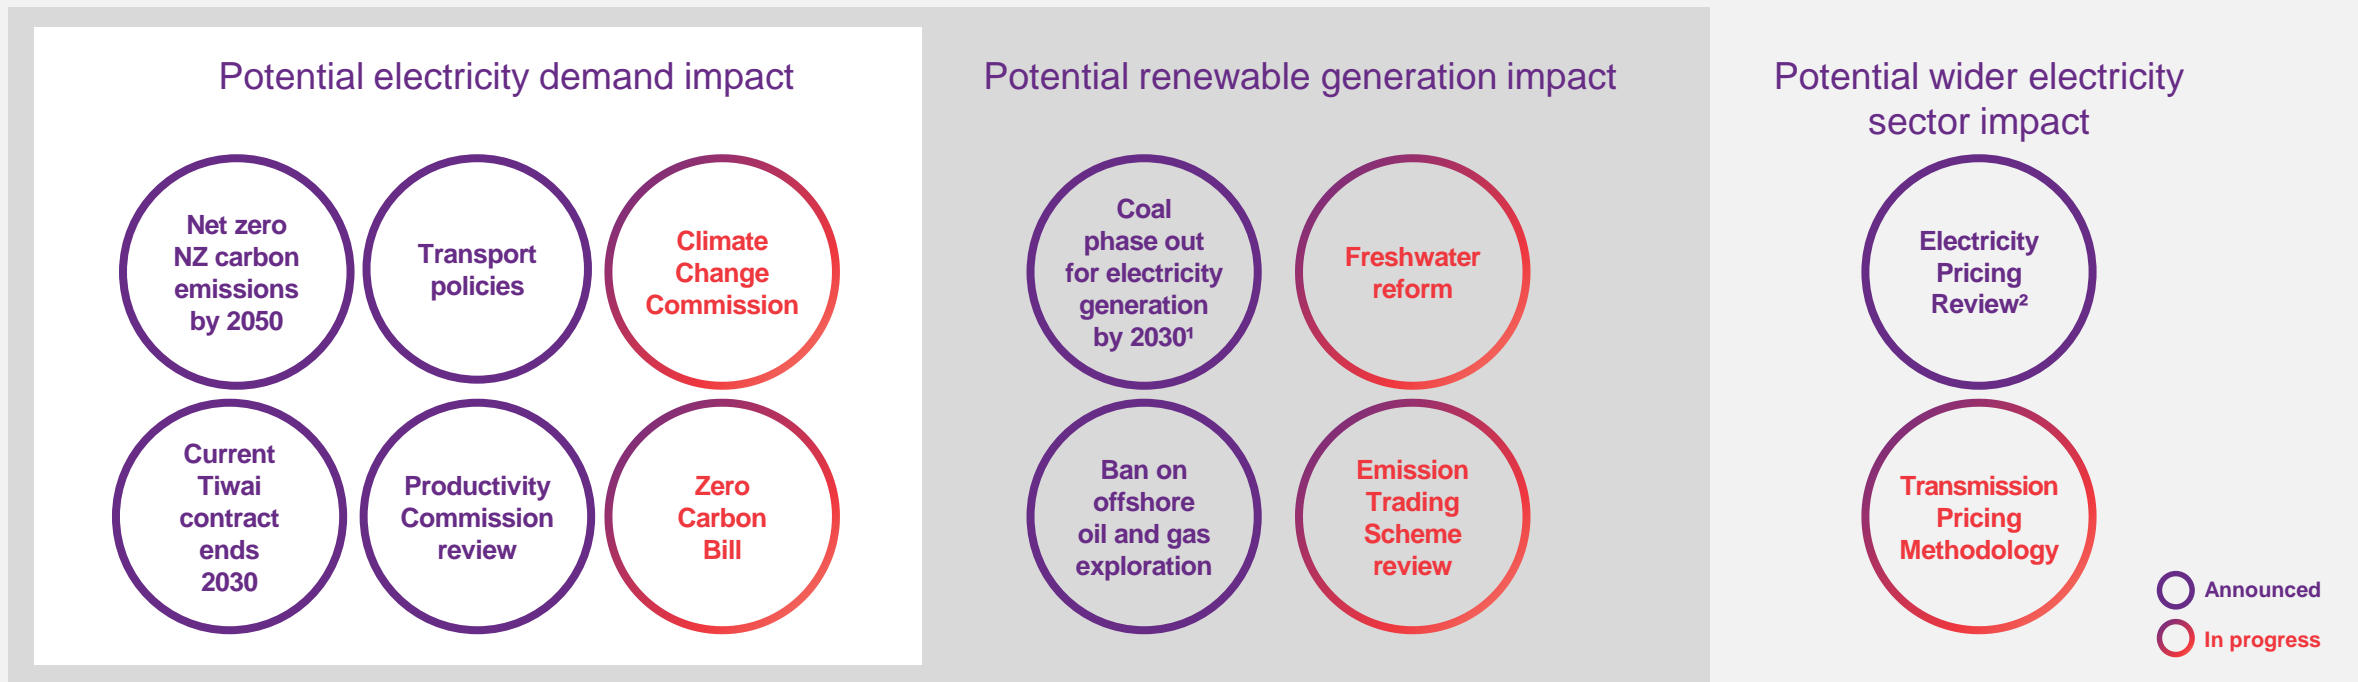 Potential electricity demand impact
Net zero
NZ carbon
emissions
by 2050
Transport
policies
Climate
Change
Commission
Current
Tiwai
contract
ends
2030
Productivity
Commission
review
Zero
Carbon
Bill
Potential renewable generation impact
Coal
phase out
for electricity
generation
by 2030¹
Freshwater
reform
Ban on
offshore
oil and gas
exploration
Emission
Trading
Scheme
review
Potential wider electricity
sector impact
Electricity
Pricing
Review²
Transmission
Pricing
Methodology
Announced
In progress